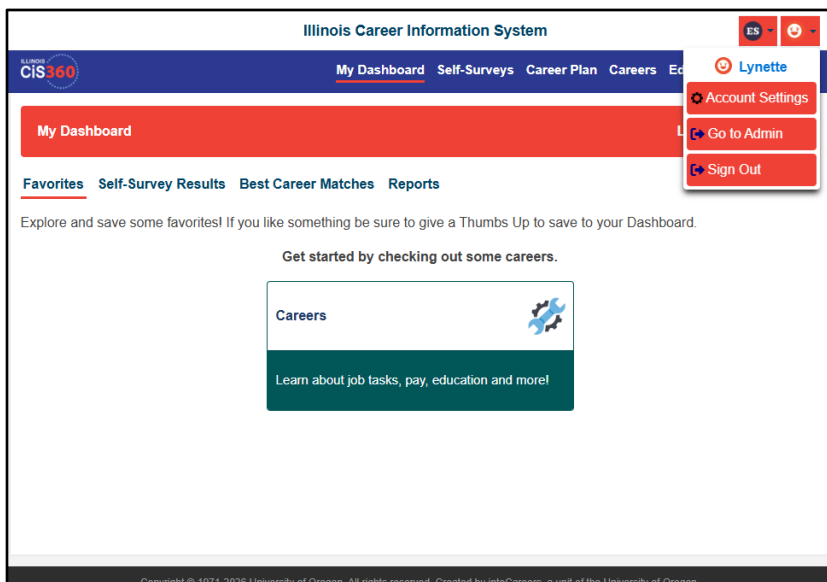 Illinois Career Information System
ES
ILLINOIS
CiS360
My Dashboard Self-Surveys Career Plan Careers Ed
Lynette
Account Settings
Go to Admin
Sign Out
My Dashboard L
Favorites Self-Survey Results Best Career Matches Reports
Explore and save some favorites! If you like something be sure to give a Thumbs Up to save to your Dashboard.
Get started by checking out some careers.
Careers
Learn about job tasks, pay, education and more!
Copyright © 1971-2026 University of Oregon. All rights reserved. Created by intoCareers, a unit of the University of Oregon